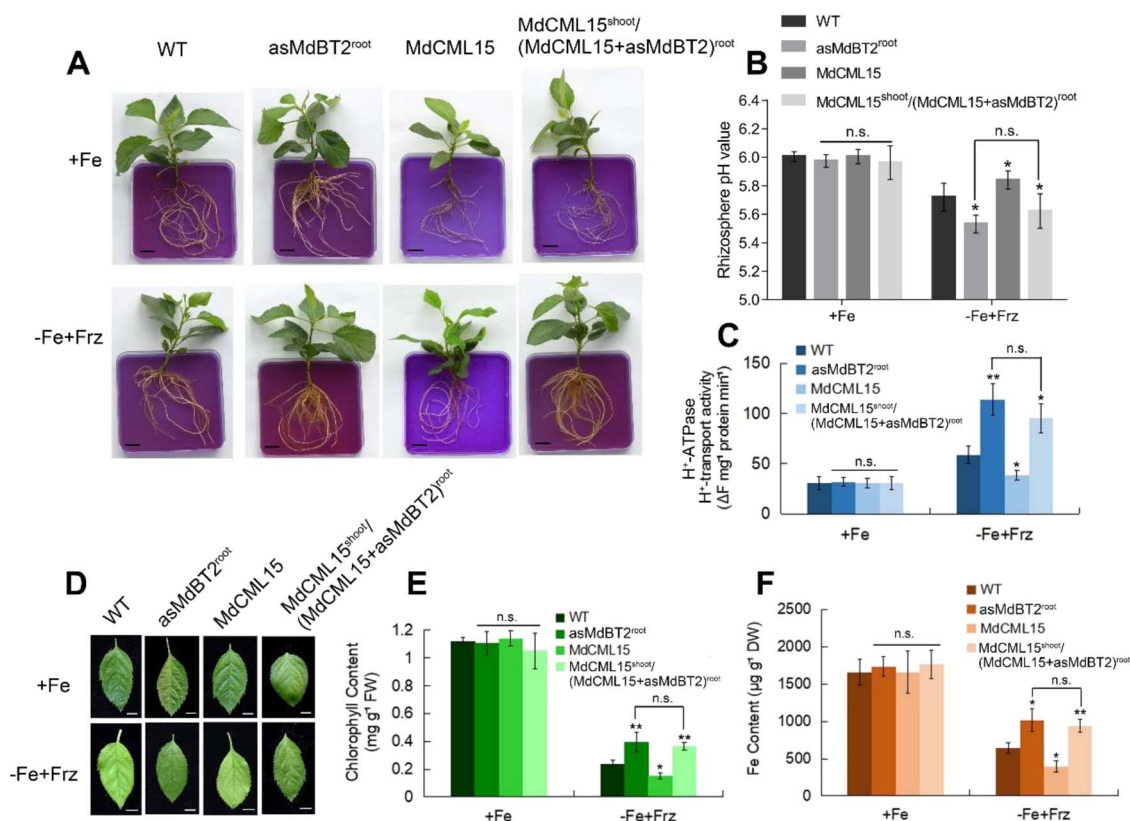 A
WT
asMdBT2root
MdCML15
MdCML15shoot/
(MdCML15+asMdBT2)root
+Fe
-Fe+Frz
B
WT
asMdBT2root
MdCML15
MdCML15shoot/(MdCML15+asMdBT2)root
Rhizosphere pH value
6.4
6.2
6.0
5.8
5.6
5.4
5.2
5.0
n.s.
n.s.
*
*
*
+Fe
-Fe+Frz
C
WT
asMdBT2root
MdCML15
MdCML15shoot/
(MdCML15+asMdBT2)root
H+-ATPase
H+-transport activity
(ΔF mg-1 protein min-1)
150
100
50
0
n.s.
n.s.
**
*
*
+Fe
-Fe+Frz
D
WT
asMdBT2root
MdCML15
MdCML15shoot/
(MdCML15+asMdBT2)root
+Fe
-Fe+Frz
E
WT
asMdBT2root
MdCML15
MdCML15shoot/
(MdCML15+asMdBT2)root
Chlorophyll Content
(mg g-1 FW)
1.2
1
0.8
0.6
0.4
0.2
0
n.s.
n.s.
**
*
**
+Fe
-Fe+Frz
F
WT
asMdBT2root
MdCML15
MdCML15shoot/
(MdCML15+asMdBT2)root
Fe Content (µg g-1 DW)
2500
2000
1500
1000
500
0
n.s.
n.s.
*
*
**
+Fe
-Fe+Frz